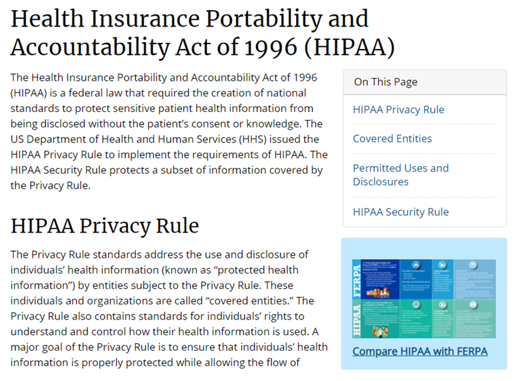 Health Insurance Portability and
Accountability Act of 1996 (HIPAA)
The Health Insurance Portability and Accountability Act of 1996
(HIPAA) is a federal law that required the creation of national
standards to protect sensitive patient health information from
being disclosed without the patient's consent or knowledge. The
US Department of Health and Human Services (HHS) issued the
HIPAA Privacy Rule to implement the requirements of HIPAA. The
HIPAA Security Rule protects a subset of information covered by
the Privacy Rule.
HIPAA Privacy Rule
The Privacy Rule standards address the use and disclosure of
individuals' health information (known as "protected health
information") by entities subject to the Privacy Rule. These
individuals and organizations are called "covered entities." The
Privacy Rule also contains standards for individuals' rights to
understand and control how their health information is used. A
major goal of the Privacy Rule is to ensure that individuals' health
information is properly protected while allowing the flow of
On This Page
HIPAA Privacy Rule
Covered Entities
Permitted Uses and
Disclosures
HIPAA Security Rule
FERPA
HIPAA
Compare HIPAA with FERPA